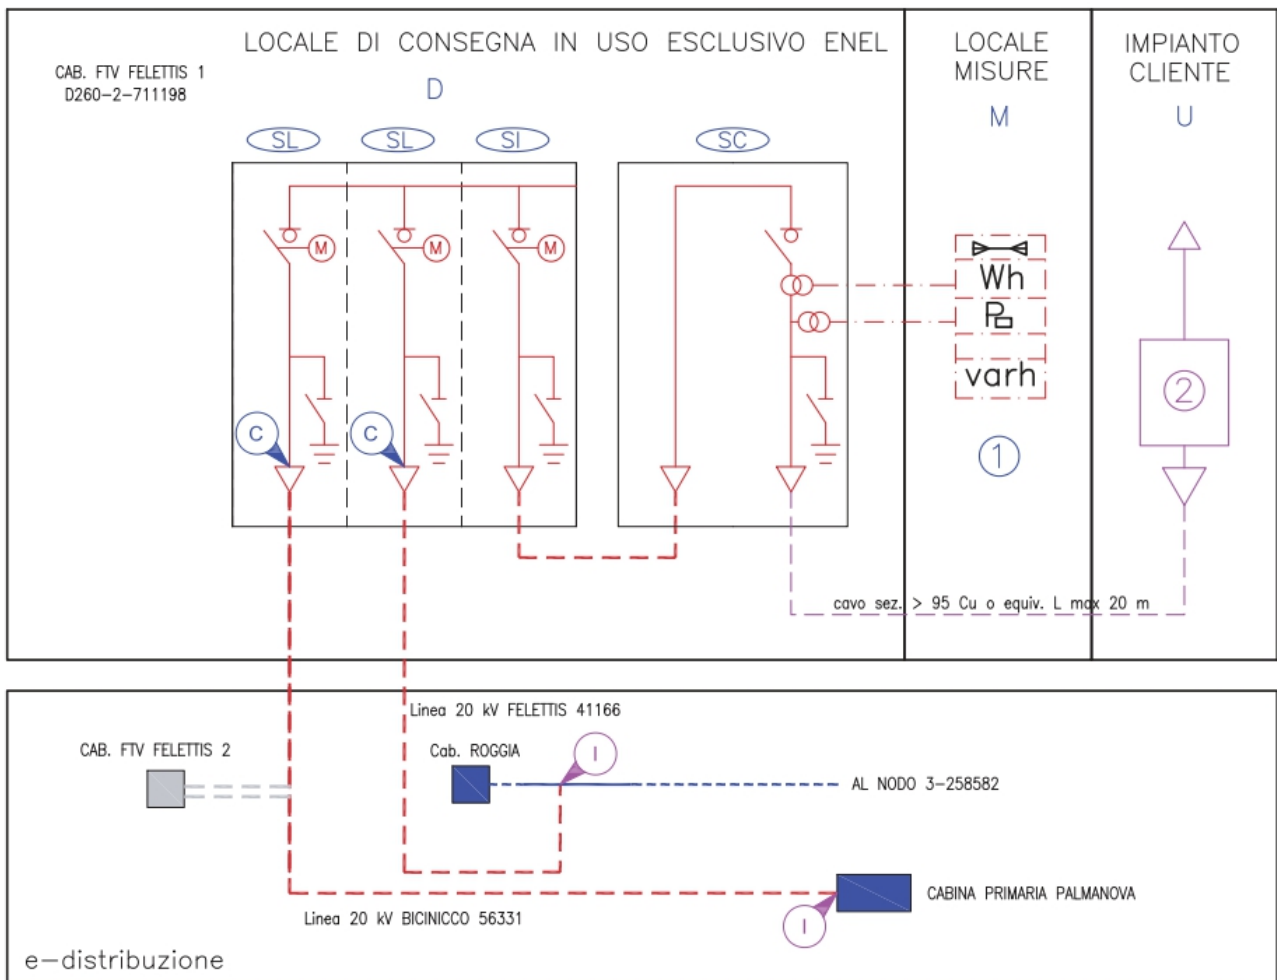 LOCALE DI CONSEGNA IN USO ESCLUSIVO ENEL
CAB. FTV FELETTIS 1
D260-2-711198
D
LOCALE
MISURE
M
IMPIANTO
CLIENTE
U
SL
SL
SI
SC
M
M
M
Wh
P
varh
C
C
1
2
cavo sez. > 95 Cu o equiv. L max 20 m
Linea 20 kV FELETTIS 41166
CAB. FTV FELETTIS 2
Cab. ROGGIA
I
AL NODO 3-258582
CABINA PRIMARIA PALMANOVA
Linea 20 kV BICINICCO 56331
I
e-distribuzione